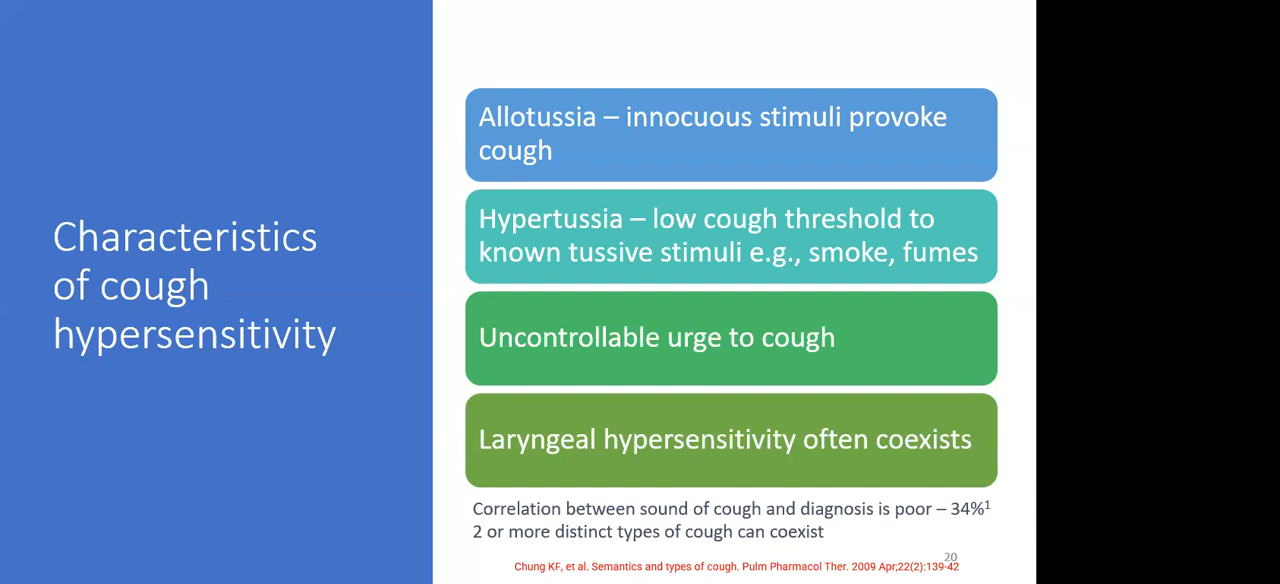 Characteristics
of cough
hypersensitivity
Allotussia – innocuous stimuli provoke
cough
Hypertussia – low cough threshold to
known tussive stimuli e.g., smoke, fumes
Uncontrollable urge to cough
Laryngeal hypersensitivity often coexists
Correlation between sound of cough and diagnosis is poor – 34%¹
2 or more distinct types of cough can coexist
20
Chung KF, et al. Semantics and types of cough. Pulm Pharmacol Ther. 2009 Apr;22(2):139-42